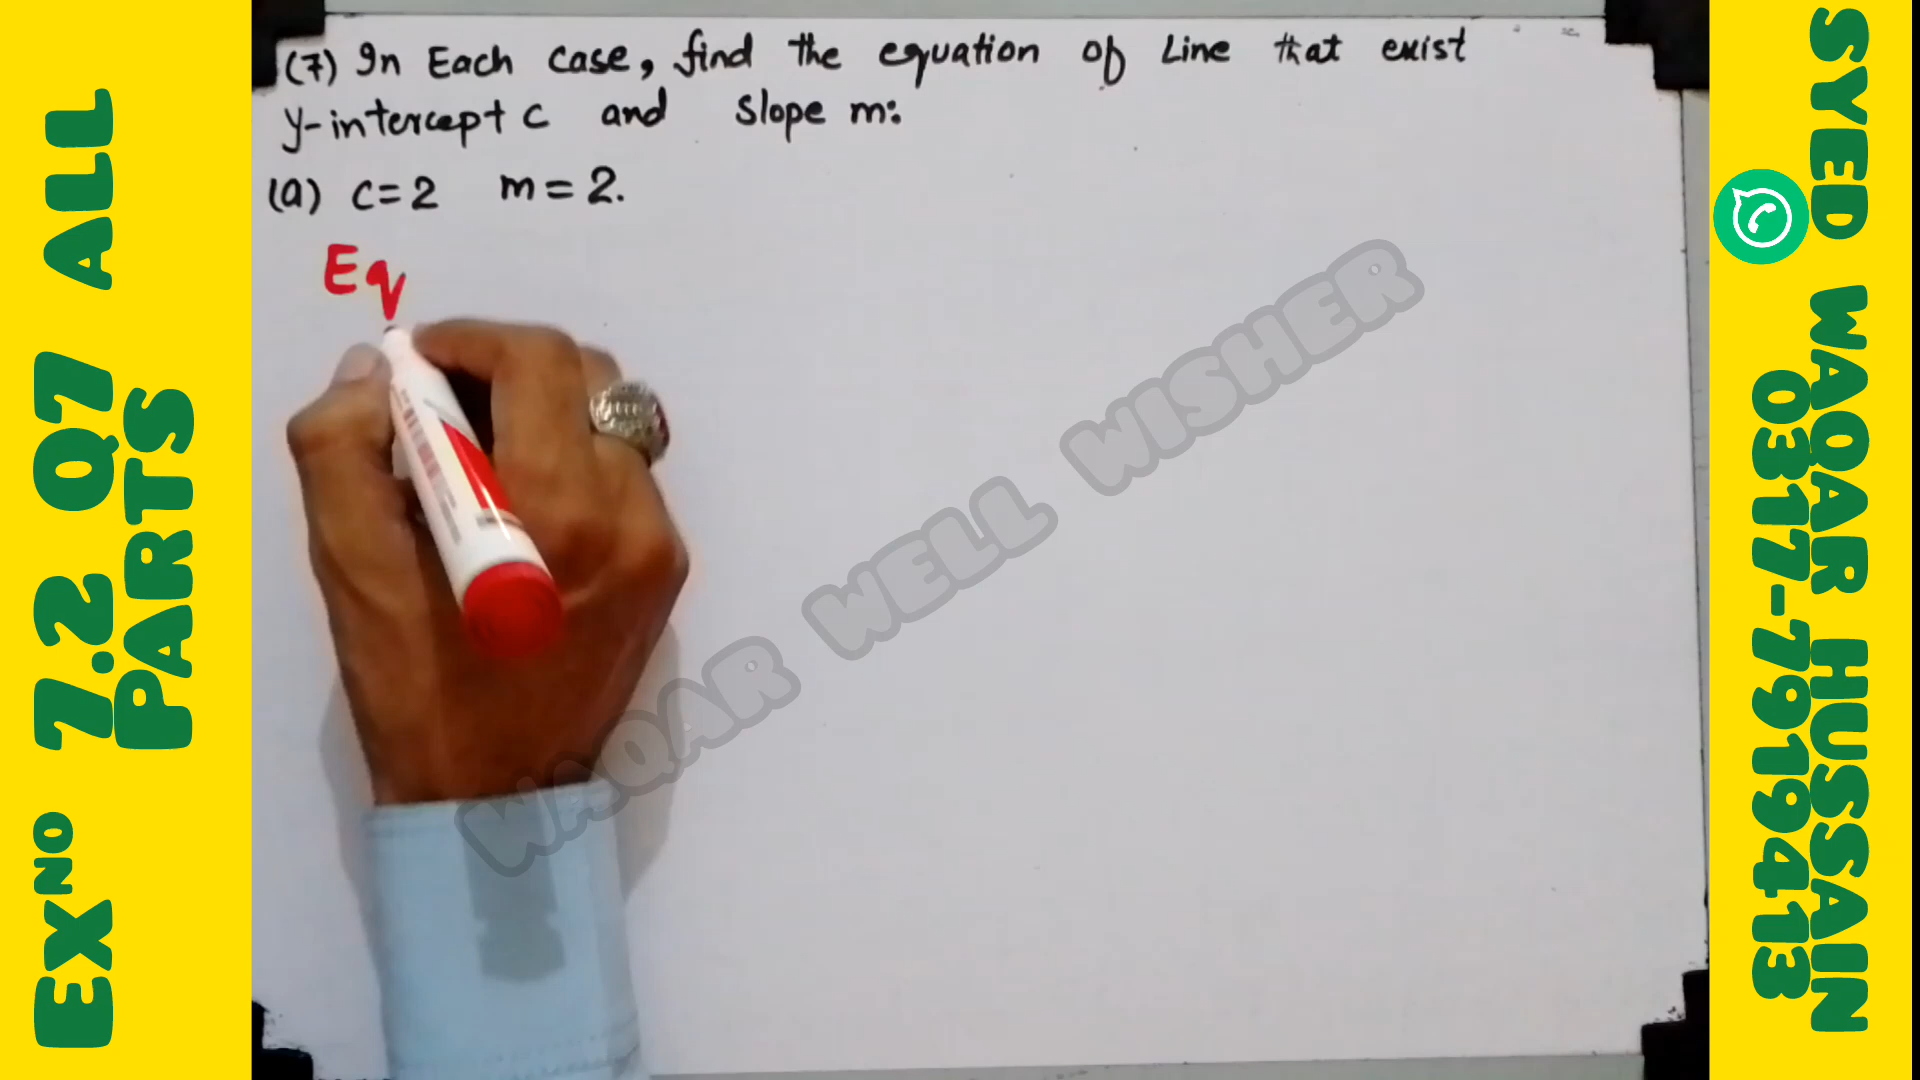 (7) In Each case, find the equation of Line that exist
y-intercept c and slope m:
(a) c=2 m=2.
Eq
WAQAR WELL WISHER
EXNO 7.2 Q7 ALL
PARTS
SYED WAQAR HUSSAIN
0317-7919413